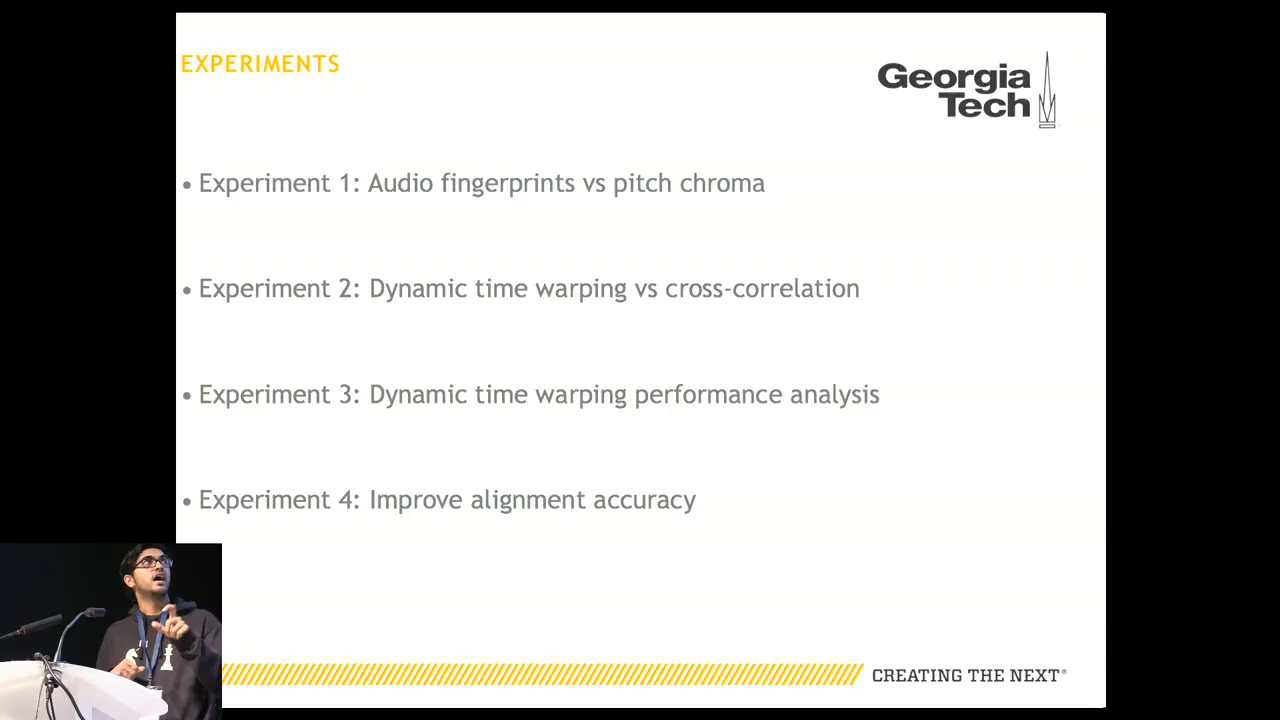 EXPERIMENTS
Georgia
Tech
• Experiment 1: Audio fingerprints vs pitch chroma
• Experiment 2: Dynamic time warping vs cross-correlation
• Experiment 3: Dynamic time warping performance analysis
• Experiment 4: Improve alignment accuracy
CREATING THE NEXT®